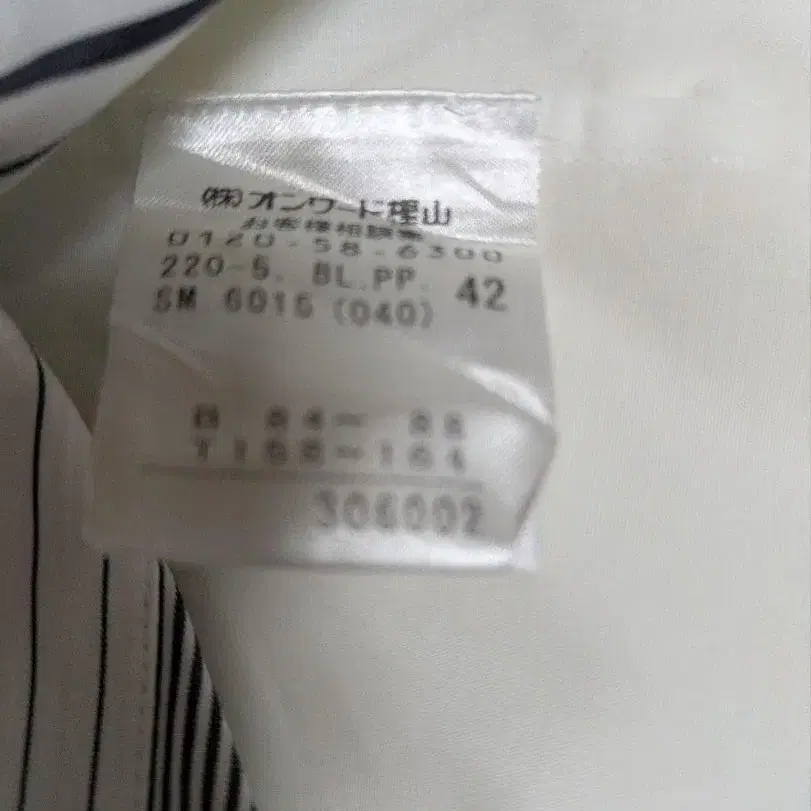 ㈱オンワード樫山
お客様相談室
0120-58-6300
220-5. BL.PP. 42
SM 6015 (040)
306002